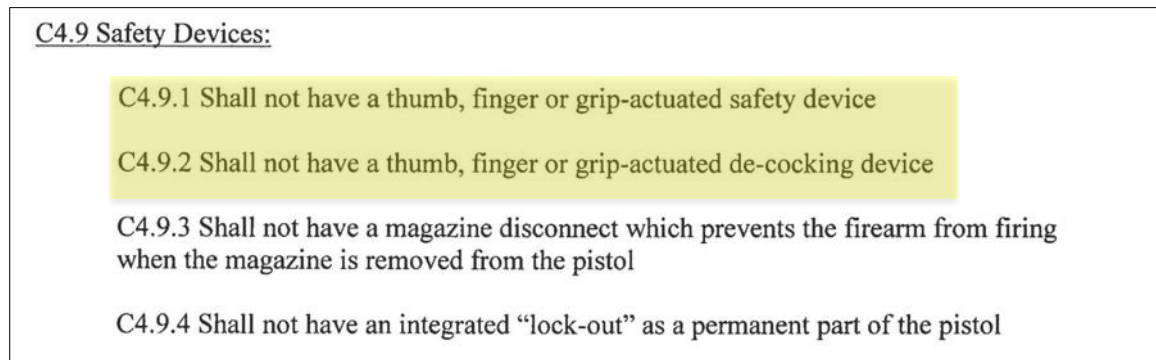 C4.9 Safety Devices:
C4.9.1 Shall not have a thumb, finger or grip-actuated safety device
C4.9.2 Shall not have a thumb, finger or grip-actuated de-cocking device
C4.9.3 Shall not have a magazine disconnect which prevents the firearm from firing
when the magazine is removed from the pistol
C4.9.4 Shall not have an integrated “lock-out” as a permanent part of the pistol